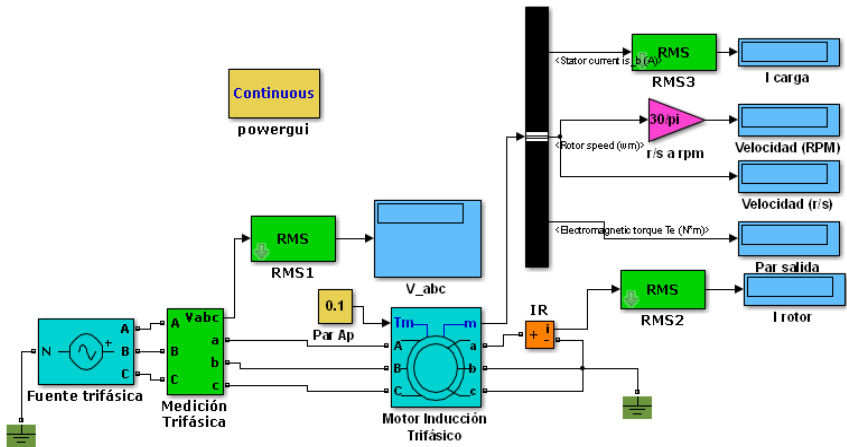 RMS
<Stator current is_b (A)>
RMS3
I carga
Continuous
powergui
30/pi
<Rotor speed (wm)>
r/s a rpm
Velocidad (RPM)
Velocidad (r/s)
RMS
RMS1
V_abc
<Electromagnetic torque Te (N*m)>
Par salida
0.1
Par Ap
IR
RMS
RMS2
I rotor
N
+
A
B
C
Fuente trifásica
A
B
C
Vabc
a
b
c
Medición
Trifásica
Tm
m
A
B
C
a
b
c
Motor Inducción
Trifásico
+
i
-